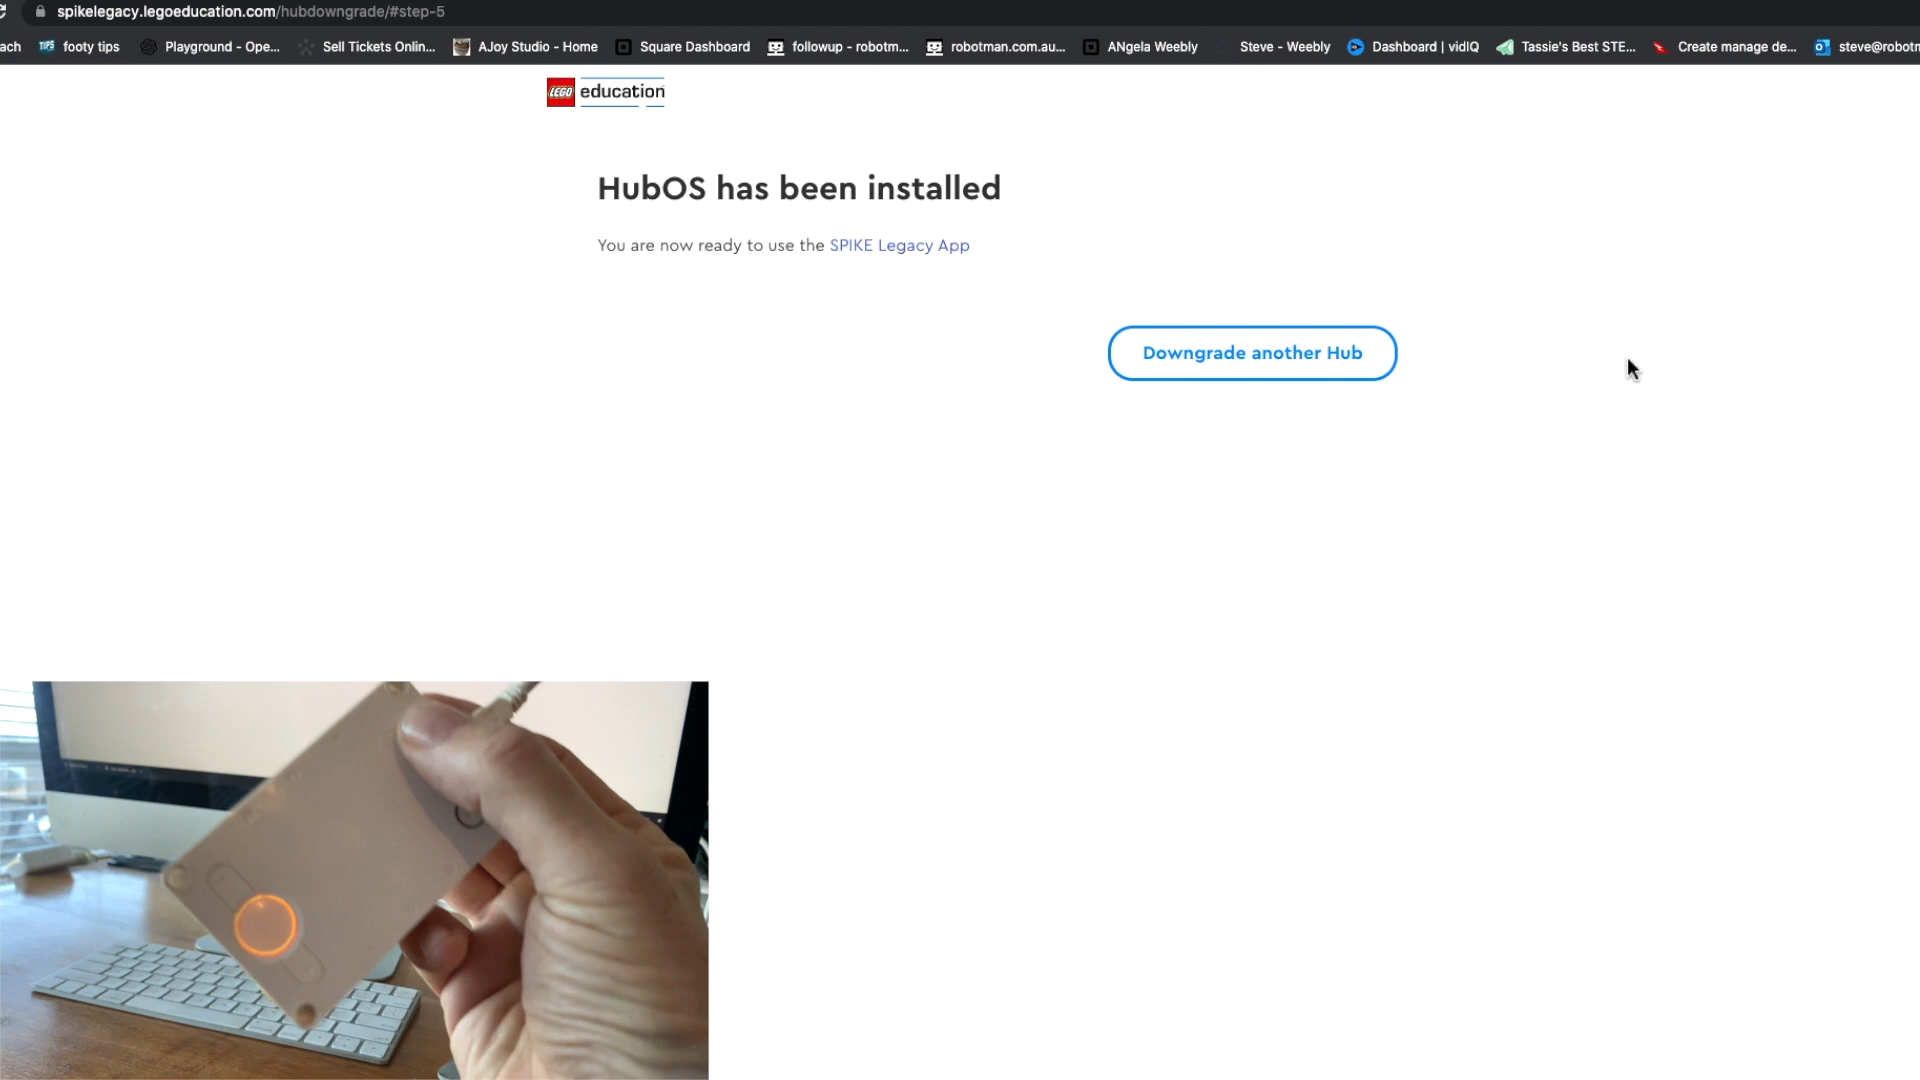 spikelegacy.legoeducation.com/hubdowngrade/#step-5
ach TIPS footy tips Playground - Ope... Sell Tickets Onlin... AJoy Studio - Home Square Dashboard followup - robotm... robotman.com.au... ANgela Weebly Steve - Weebly Dashboard | vidIQ Tassie's Best STE... Create manage de... steve@robotm
LEGO education
HubOS has been installed
You are now ready to use the SPIKE Legacy App
Downgrade another Hub